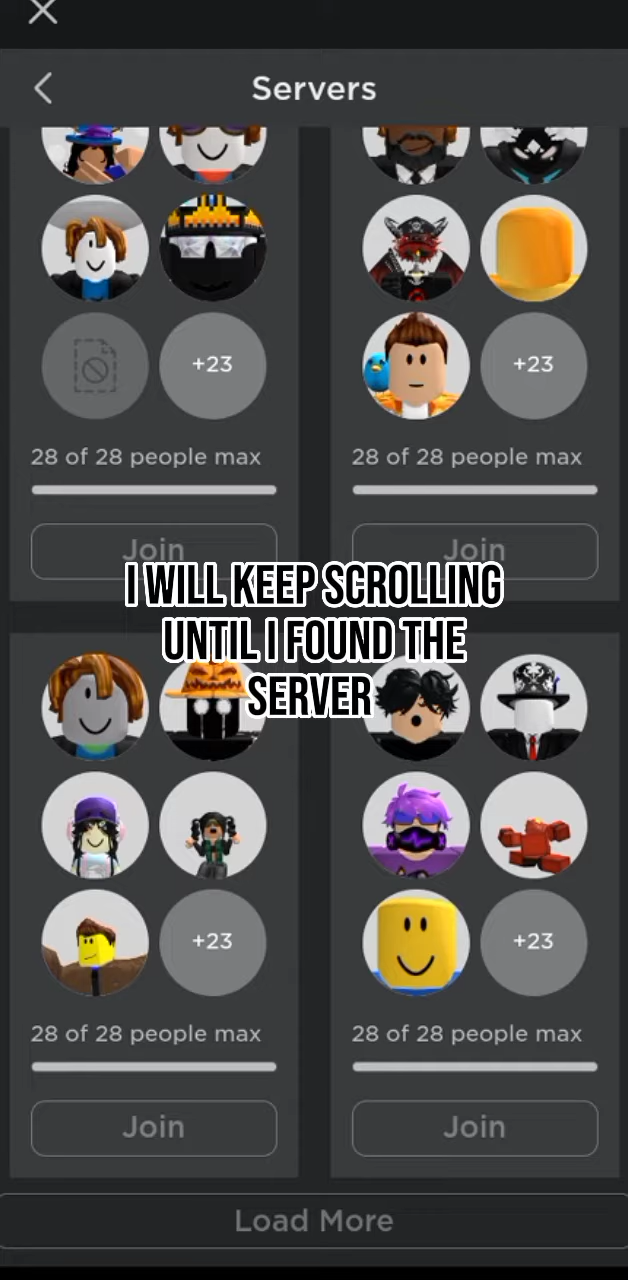 Servers
+23
+23
28 of 28 people max
28 of 28 people max
Join
Join
I WILL KEEP SCROLLING
UNTIL I FOUND THE
SERVER
+23
+23
28 of 28 people max
28 of 28 people max
Join
Join
Load More